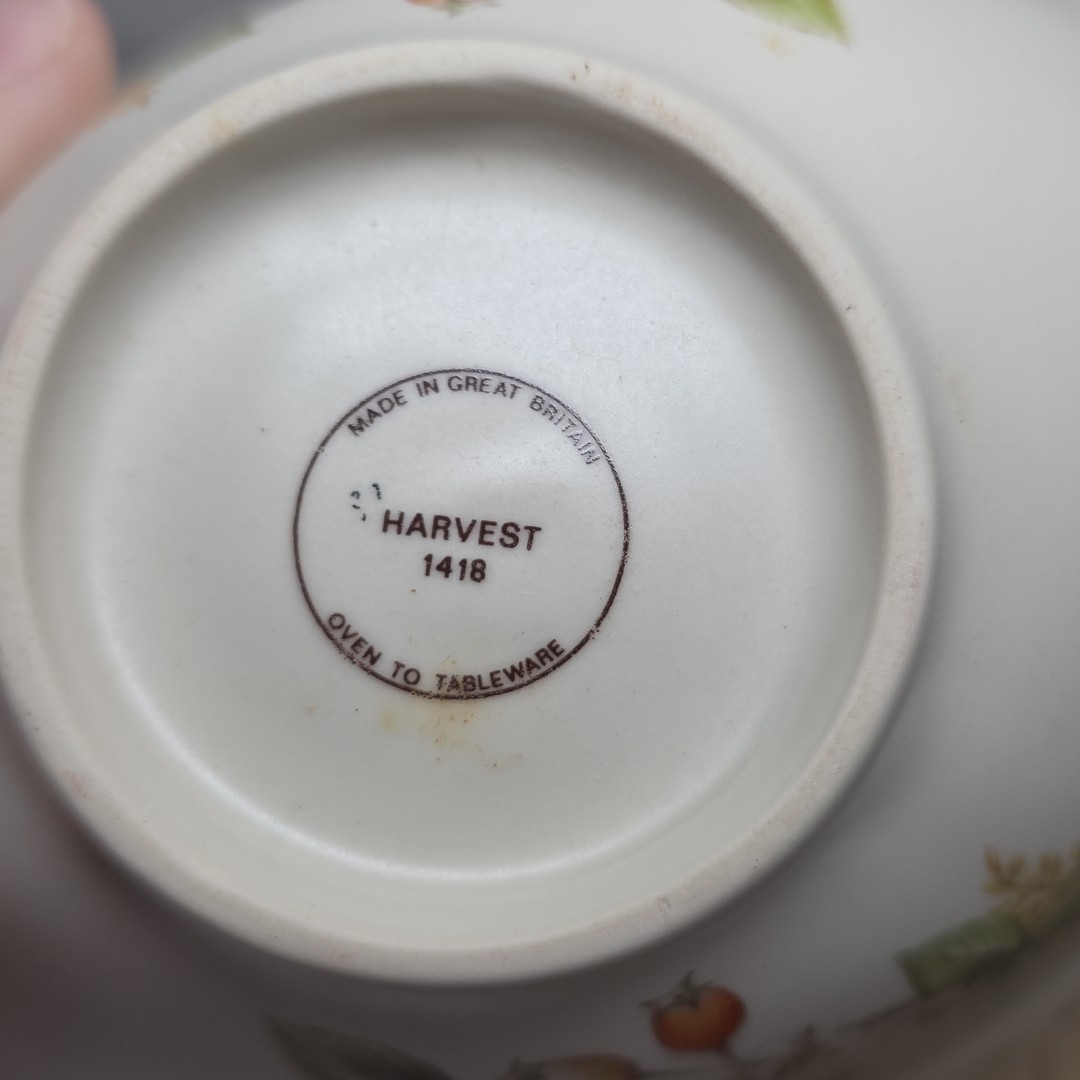 MADE IN GREAT BRITAIN
HARVEST
1418
OVEN TO TABLEWARE